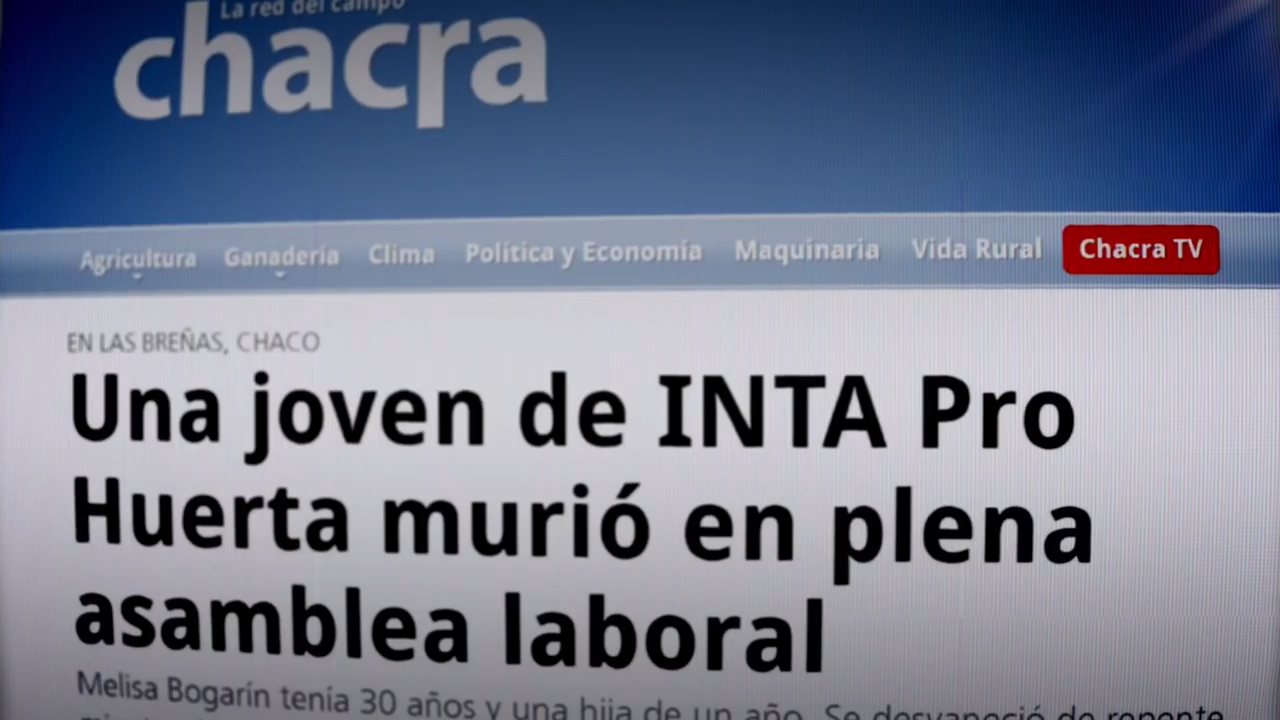 La red del campo
chacra
Agricultura Ganadería Clima Política y Economía Maquinaria Vida Rural Chacra TV
EN LAS BREÑAS, CHACO
Una joven de INTA Pro
Huerta murió en plena
asamblea laboral
Melisa Bogarín tenía 30 años y una hija de un año. Se desvaneció de repente